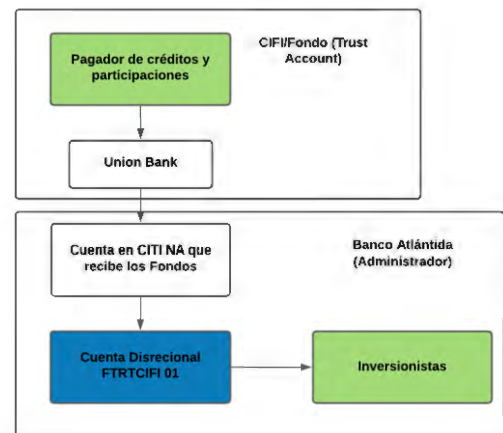 Pagador de créditos y
participaciones
CIFI/Fondo (Trust
Account)
Union Bank
Cuenta en CITI NA que
recibe los Fondos
Banco Atlántida
(Administrador)
Cuenta Disrecional
FTRTCIFI 01
Inversionistas